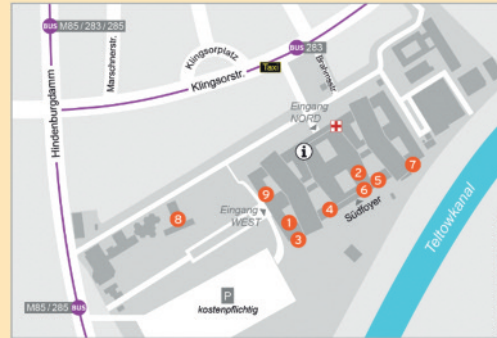 BUS M85 / 283 / 285
Marschnerstr.
Klingsorplatz
BUS 283
Taxi
Klingsorstr.
Brahmsstr.
Hindenburgdamm
Eingang
NORD
i
2
7
5
6
9
Eingang
WEST
8
1
4
Südfoyer
3
Teltowkanal
P
kostenpflichtig
M85 / 285 BUS